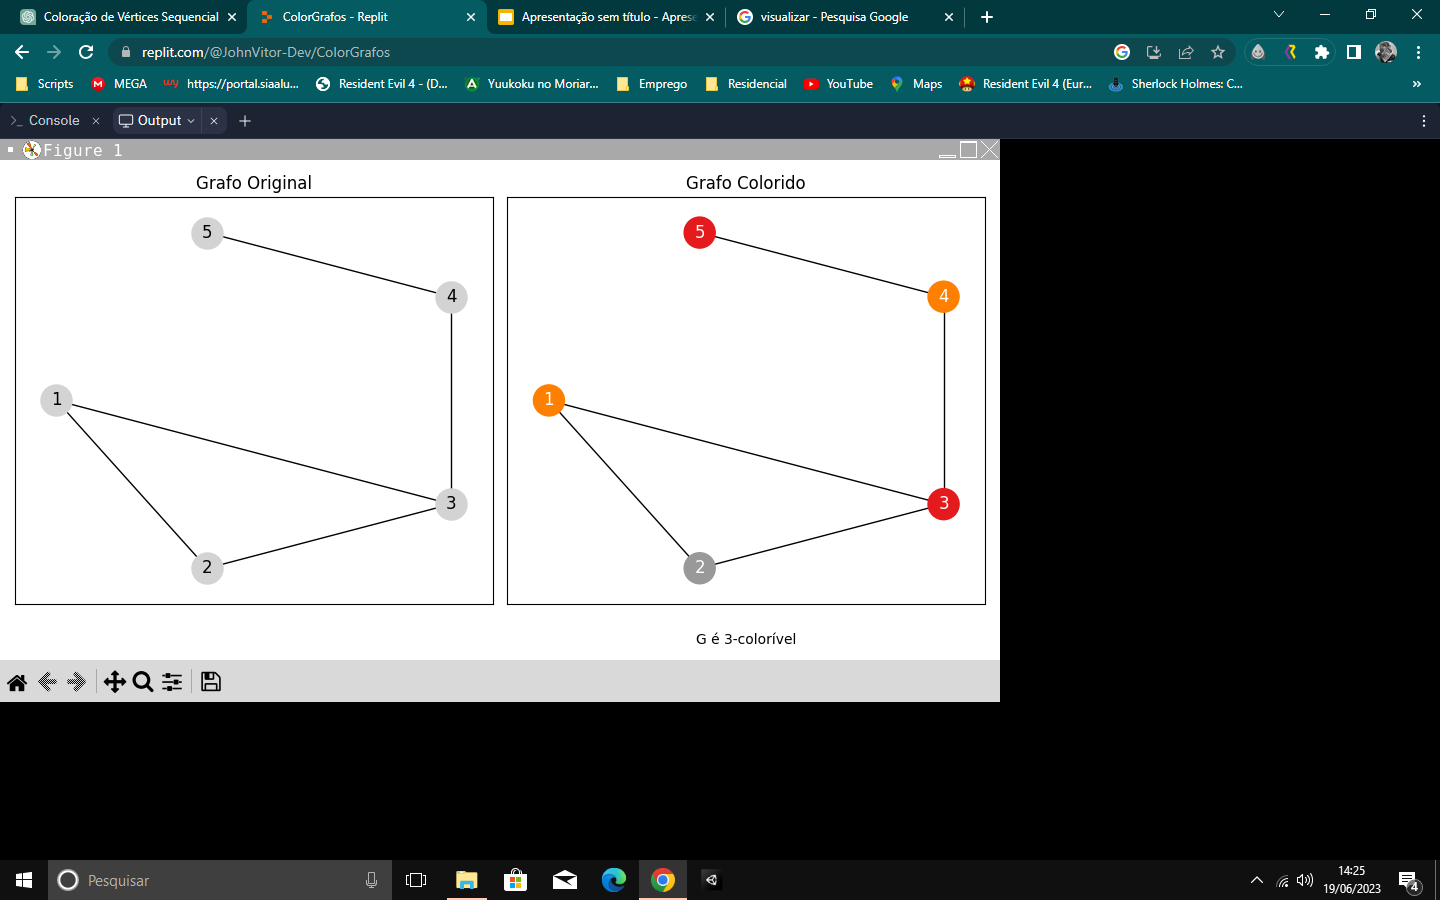 Coloração de Vértices Sequencial
ColorGrafos - Replit
Apresentação sem título - Aprese
visualizar - Pesquisa Google
replit.com/@JohnVitor-Dev/ColorGrafos
Scripts
MEGA
https://portal.siaalu...
Resident Evil 4 - (D...
Yuukoku no Moriar...
Emprego
Residencial
YouTube
Maps
Resident Evil 4 (Eur...
Sherlock Holmes: C...
»
>_ Console
Output
Figure 1
Grafo Original
Grafo Colorido
5
4
1
3
2
5
4
1
3
2
G é 3-colorível
Pesquisar
14:25
19/06/2023
4